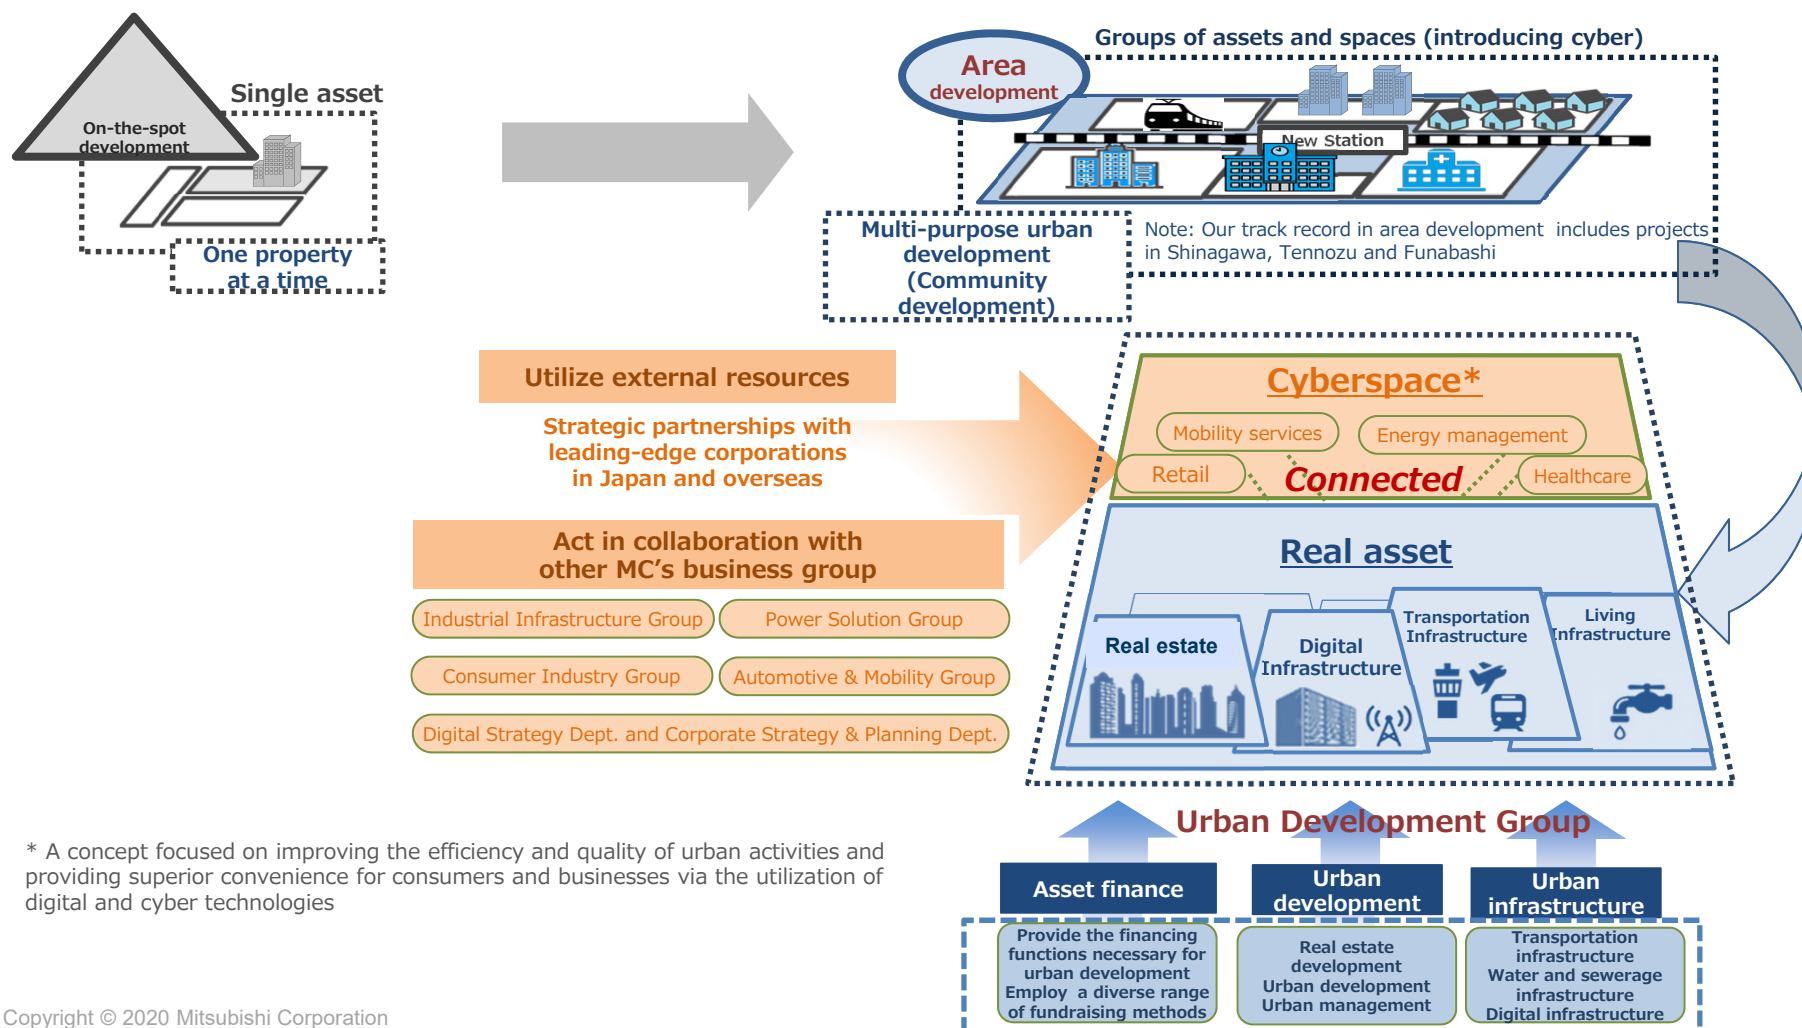 Single asset
On-the-spot
development
One property
at a time
Groups of assets and spaces (introducing cyber)
Area
development
New Station
Multi-purpose urban
development
(Community
development)
Note: Our track record in area development includes projects
in Shinagawa, Tennozu and Funabashi
Utilize external resources
Strategic partnerships with
leading-edge corporations
in Japan and overseas
Act in collaboration with
other MC's business group
Industrial Infrastructure Group
Power Solution Group
Consumer Industry Group
Automotive & Mobility Group
Digital Strategy Dept. and Corporate Strategy & Planning Dept.
Cyberspace*
Mobility services
Energy management
Retail
Connected
Healthcare
Real asset
Real estate
Digital
Infrastructure
Transportation
Infrastructure
Living
Infrastructure
Urban Development Group
Asset finance
Urban
development
Urban
infrastructure
Provide the financing
functions necessary for
urban development
Employ a diverse range
of fundraising methods
Real estate
development
Urban development
Urban management
Transportation
infrastructure
Water and sewerage
infrastructure
Digital infrastructure
* A concept focused on improving the efficiency and quality of urban activities and
providing superior convenience for consumers and businesses via the utilization of
digital and cyber technologies
Copyright © 2020 Mitsubishi Corporation